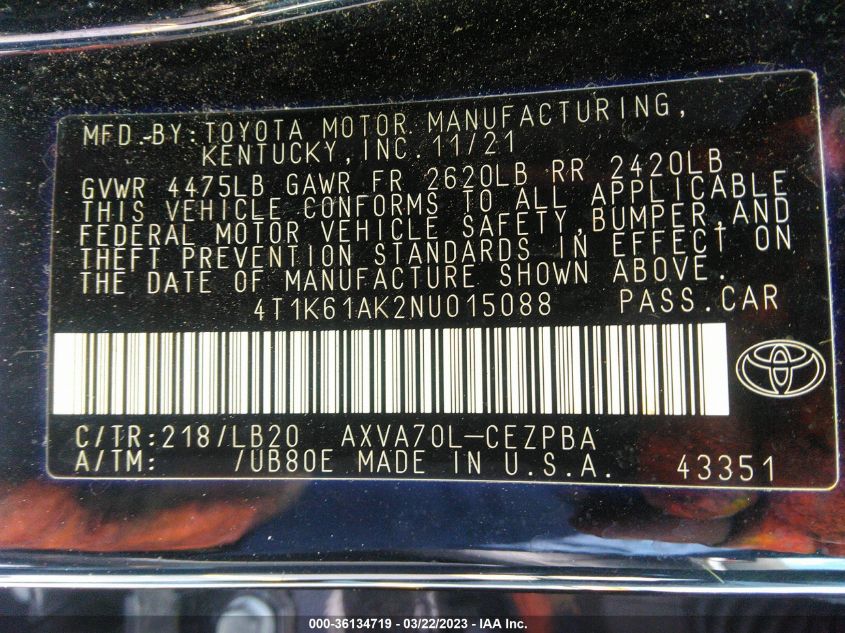 MFD.BY:TOYOTA MOTOR MANUFACTURING,
KENTUCKY,INC.11/21
GVWR 4475LB GAWR FR 2620LB RR 2420LB
THIS VEHICLE CONFORMS TO ALL APPLICABLE
FEDERAL MOTOR VEHICLE SAFETY,BUMPER,AND
THEFT PREVENTION STANDARDS IN EFFECT ON
THE DATE OF MANUFACTURE SHOWN ABOVE.
4T1K61AK2NU015088 PASS.CAR
C/TR:218/LB20 AXVA70L-CEZPBA
A/TM: /UB80E MADE IN U.S.A. 43351
000-36134719 - 03/22/2023 - IAA Inc.